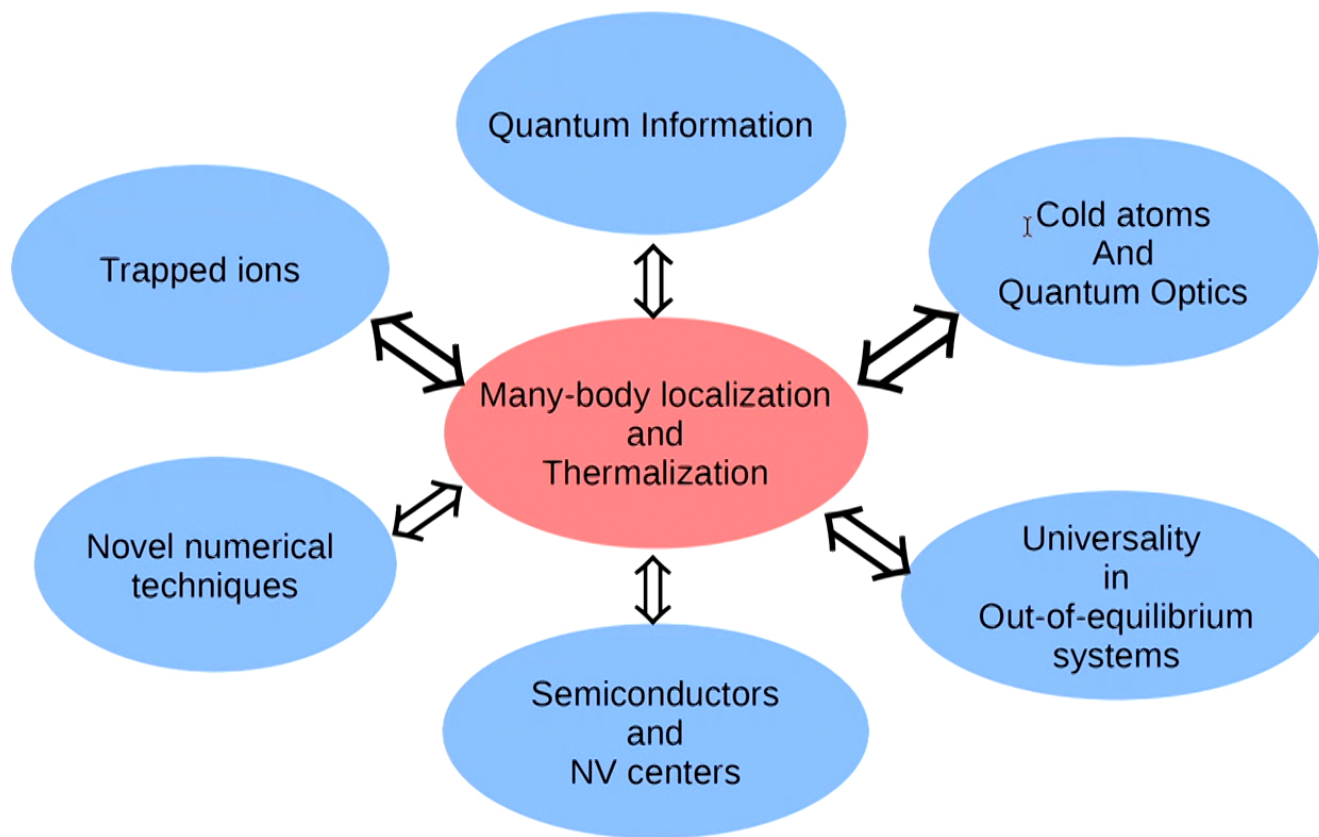 Quantum Information
Cold atoms
And
Quantum Optics
Trapped ions
Many-body localization
and
Thermalization
Novel numerical
techniques
Universality
in
Out-of-equilibrium
systems
Semiconductors
and
NV centers